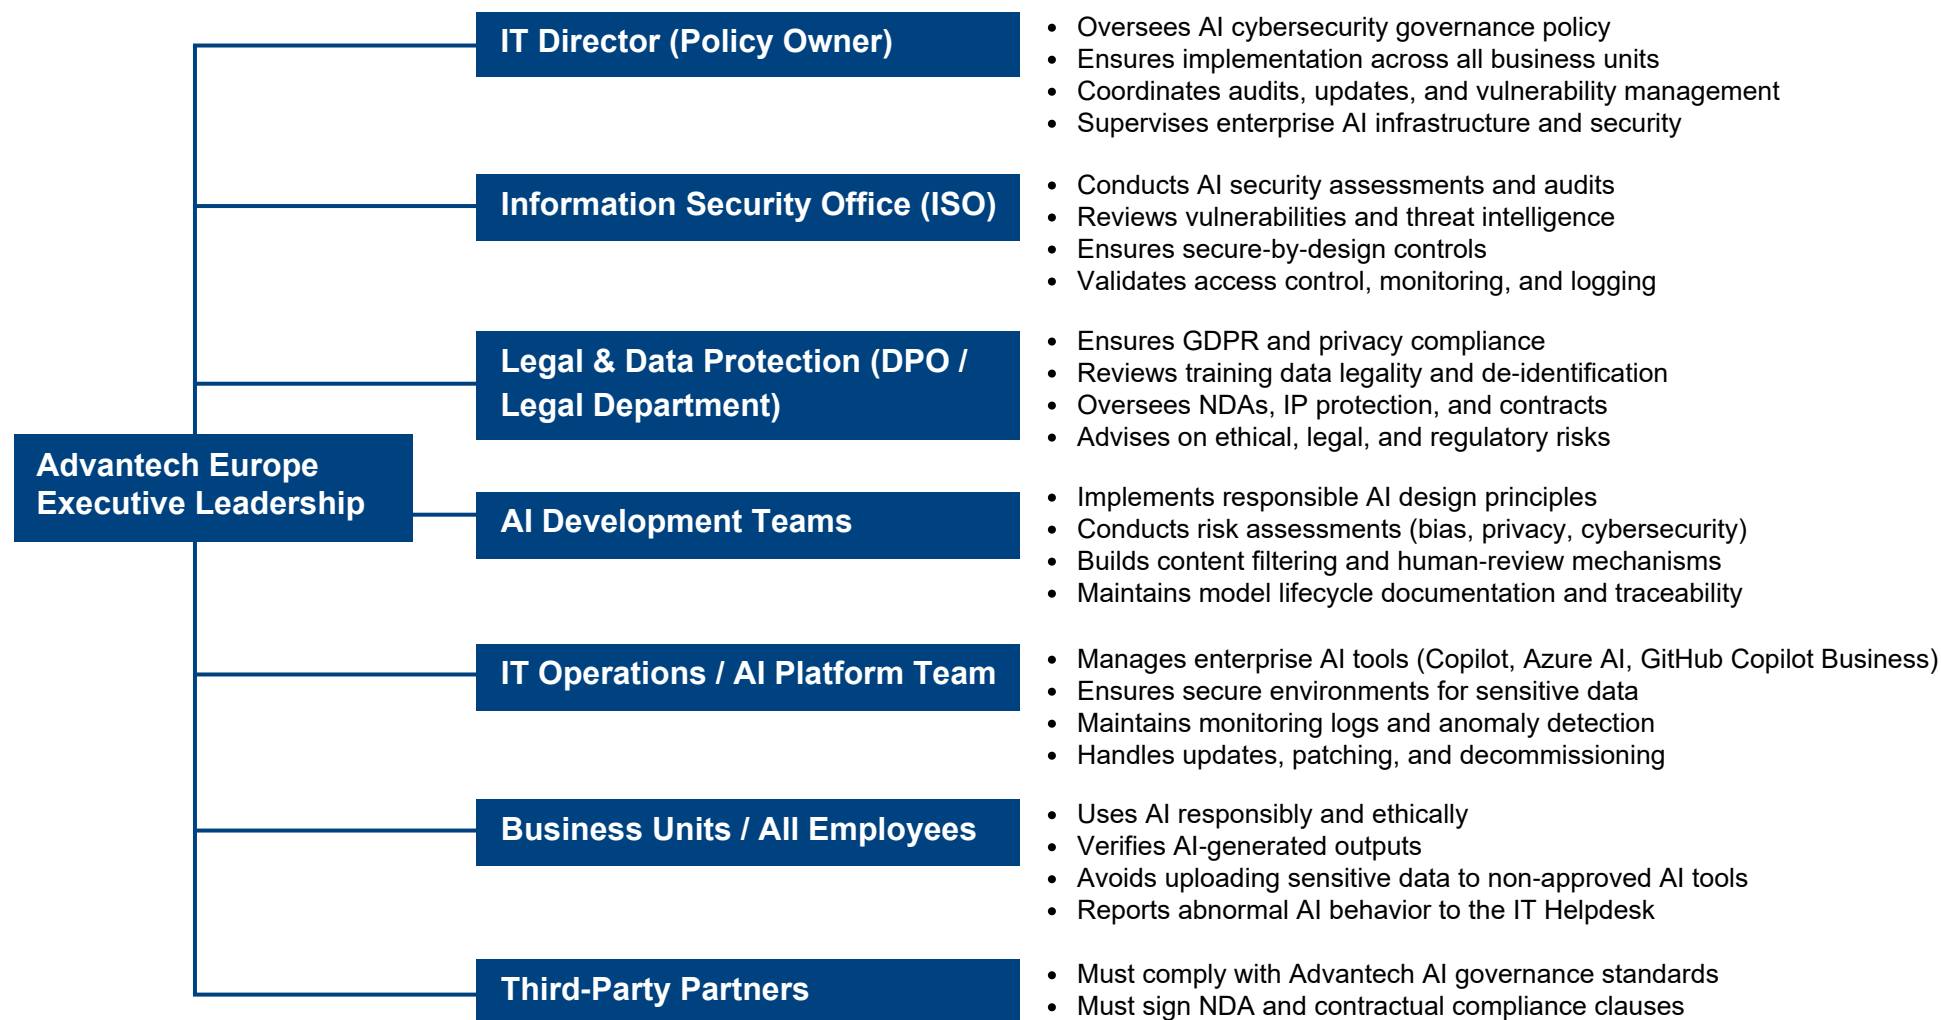 IT Director (Policy Owner)
• Oversees AI cybersecurity governance policy
• Ensures implementation across all business units
• Coordinates audits, updates, and vulnerability management
• Supervises enterprise AI infrastructure and security
Information Security Office (ISO)
• Conducts AI security assessments and audits
• Reviews vulnerabilities and threat intelligence
• Ensures secure-by-design controls
• Validates access control, monitoring, and logging
Legal & Data Protection (DPO /
Legal Department)
• Ensures GDPR and privacy compliance
• Reviews training data legality and de-identification
• Oversees NDAs, IP protection, and contracts
• Advises on ethical, legal, and regulatory risks
Advantech Europe
Executive Leadership
AI Development Teams
• Implements responsible AI design principles
• Conducts risk assessments (bias, privacy, cybersecurity)
• Builds content filtering and human-review mechanisms
• Maintains model lifecycle documentation and traceability
IT Operations / AI Platform Team
• Manages enterprise AI tools (Copilot, Azure AI, GitHub Copilot Business)
• Ensures secure environments for sensitive data
• Maintains monitoring logs and anomaly detection
• Handles updates, patching, and decommissioning
Business Units / All Employees
• Uses AI responsibly and ethically
• Verifies AI-generated outputs
• Avoids uploading sensitive data to non-approved AI tools
• Reports abnormal AI behavior to the IT Helpdesk
Third-Party Partners
• Must comply with Advantech AI governance standards
• Must sign NDA and contractual compliance clauses